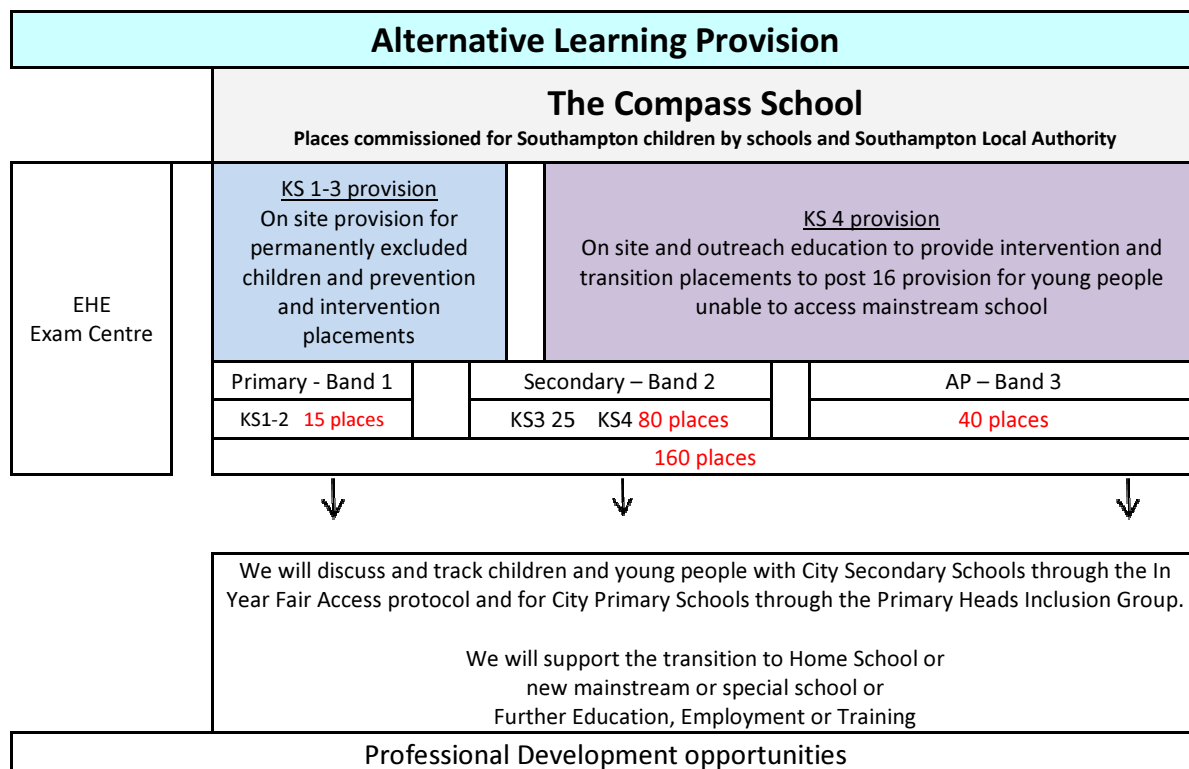 Alternative Learning Provision
The Compass School
Places commissioned for Southampton children by schools and Southampton Local Authority
EHE
Exam Centre
KS 1-3 provision
On site provision for
permanently excluded
children and prevention
and intervention
placements
KS 4 provision
On site and outreach education to provide intervention and
transition placements to post 16 provision for young people
unable to access mainstream school
Primary - Band 1
Secondary – Band 2
AP – Band 3
KS1-2 15 places
KS3 25 KS4 80 places
40 places
160 places
We will discuss and track children and young people with City Secondary Schools through the In
Year Fair Access protocol and for City Primary Schools through the Primary Heads Inclusion Group.
We will support the transition to Home School or
new mainstream or special school or
Further Education, Employment or Training
Professional Development opportunities